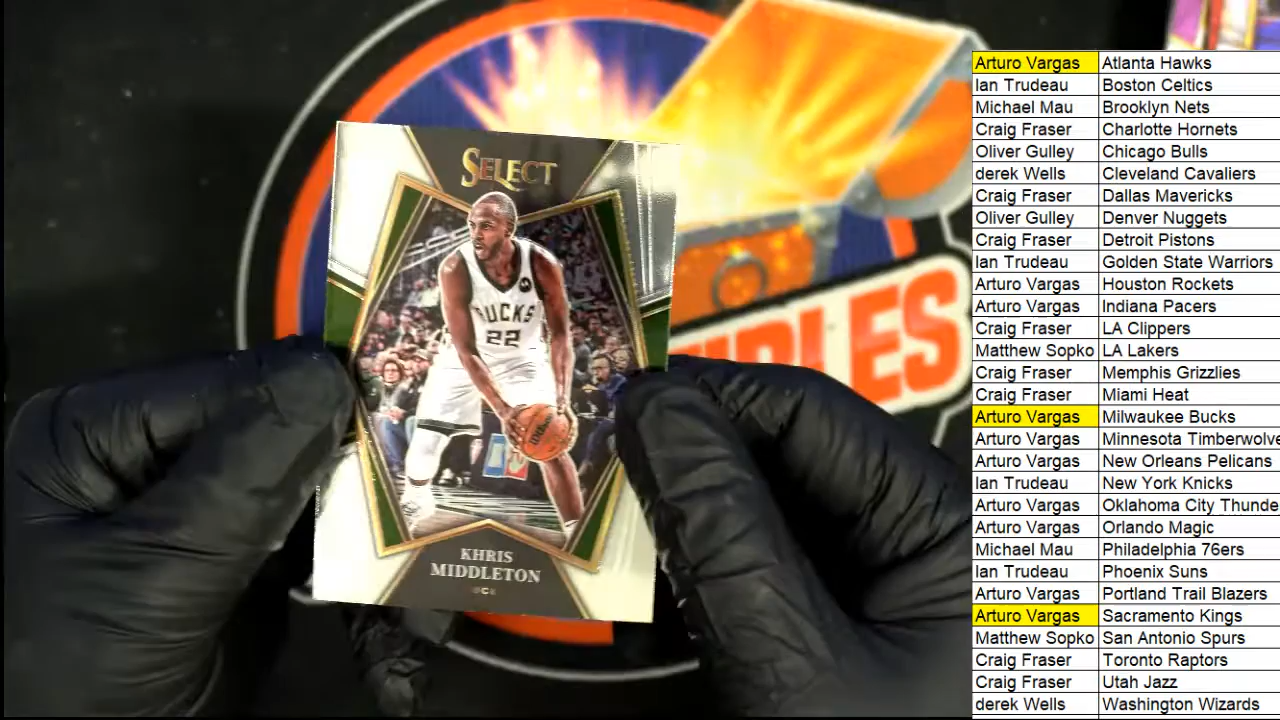 SELECT
BUCKS
22
KHRIS
MIDDLETON
PLES
Arturo Vargas Atlanta Hawks
Ian Trudeau Boston Celtics
Michael Mau Brooklyn Nets
Craig Fraser Charlotte Hornets
Oliver Gulley Chicago Bulls
derek Wells Cleveland Cavaliers
Craig Fraser Dallas Mavericks
Oliver Gulley Denver Nuggets
Craig Fraser Detroit Pistons
Ian Trudeau Golden State Warriors
Arturo Vargas Houston Rockets
Arturo Vargas Indiana Pacers
Craig Fraser LA Clippers
Matthew Sopko LA Lakers
Craig Fraser Memphis Grizzlies
Craig Fraser Miami Heat
Arturo Vargas Milwaukee Bucks
Arturo Vargas Minnesota Timberwolve
Arturo Vargas New Orleans Pelicans
Ian Trudeau New York Knicks
Arturo Vargas Oklahoma City Thunde
Arturo Vargas Orlando Magic
Michael Mau Philadelphia 76ers
Ian Trudeau Phoenix Suns
Arturo Vargas Portland Trail Blazers
Arturo Vargas Sacramento Kings
Matthew Sopko San Antonio Spurs
Craig Fraser Toronto Raptors
Craig Fraser Utah Jazz
derek Wells Washington Wizards